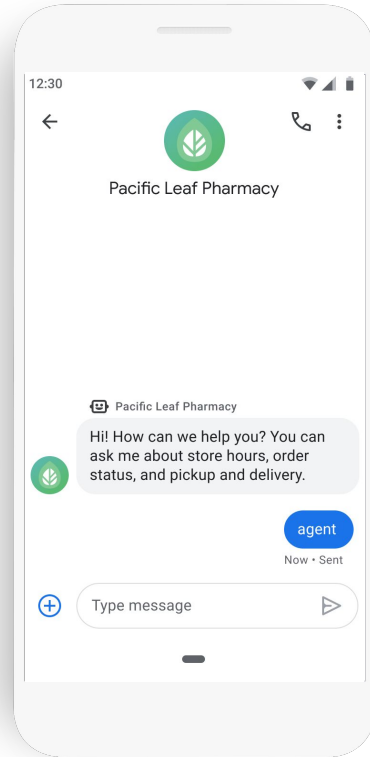 12:30
Pacific Leaf Pharmacy
Pacific Leaf Pharmacy
Hi! How can we help you? You can
ask me about store hours, order
status, and pickup and delivery.
agent
Now • Sent
Type message